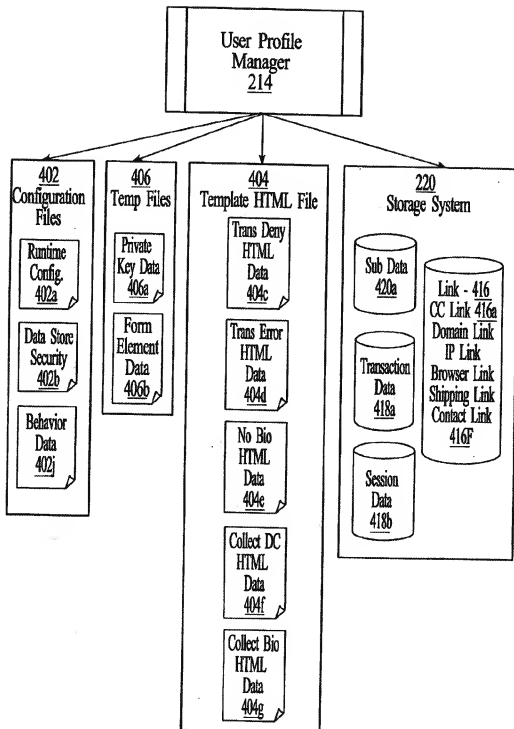 User Profile
Manager
214
402
Configuration
Files
Runtime
Config.
402a
Data Store
Security
402b
Behavior
Data
402j
406
Temp Files
Private
Key Data
406a
Form
Element
Data
406b
404
Template HTML File
Trans Deny
HTML
Data
404c
Trans Error
HTML
Data
404d
No Bio
HTML
Data
404e
Collect DC
HTML
Data
404f
Collect Bio
HTML
Data
404g
220
Storage System
Sub Data
420a
Transaction
Data
418a
Session
Data
418b
Link - 416
CC Link 416a
Domain Link
IP Link
Browser Link
Shipping Link
Contact Link
416F